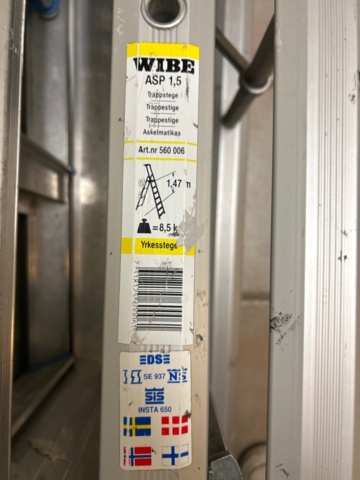 WIBE
ASP 1,5
Trappstege
Trappestige
Trappestige
Askelmatikas
Art.nr 560 006
1,47 m
=8,5 k
Yrkesstege
DS
SE 937 NS
SIS
INSTA 650